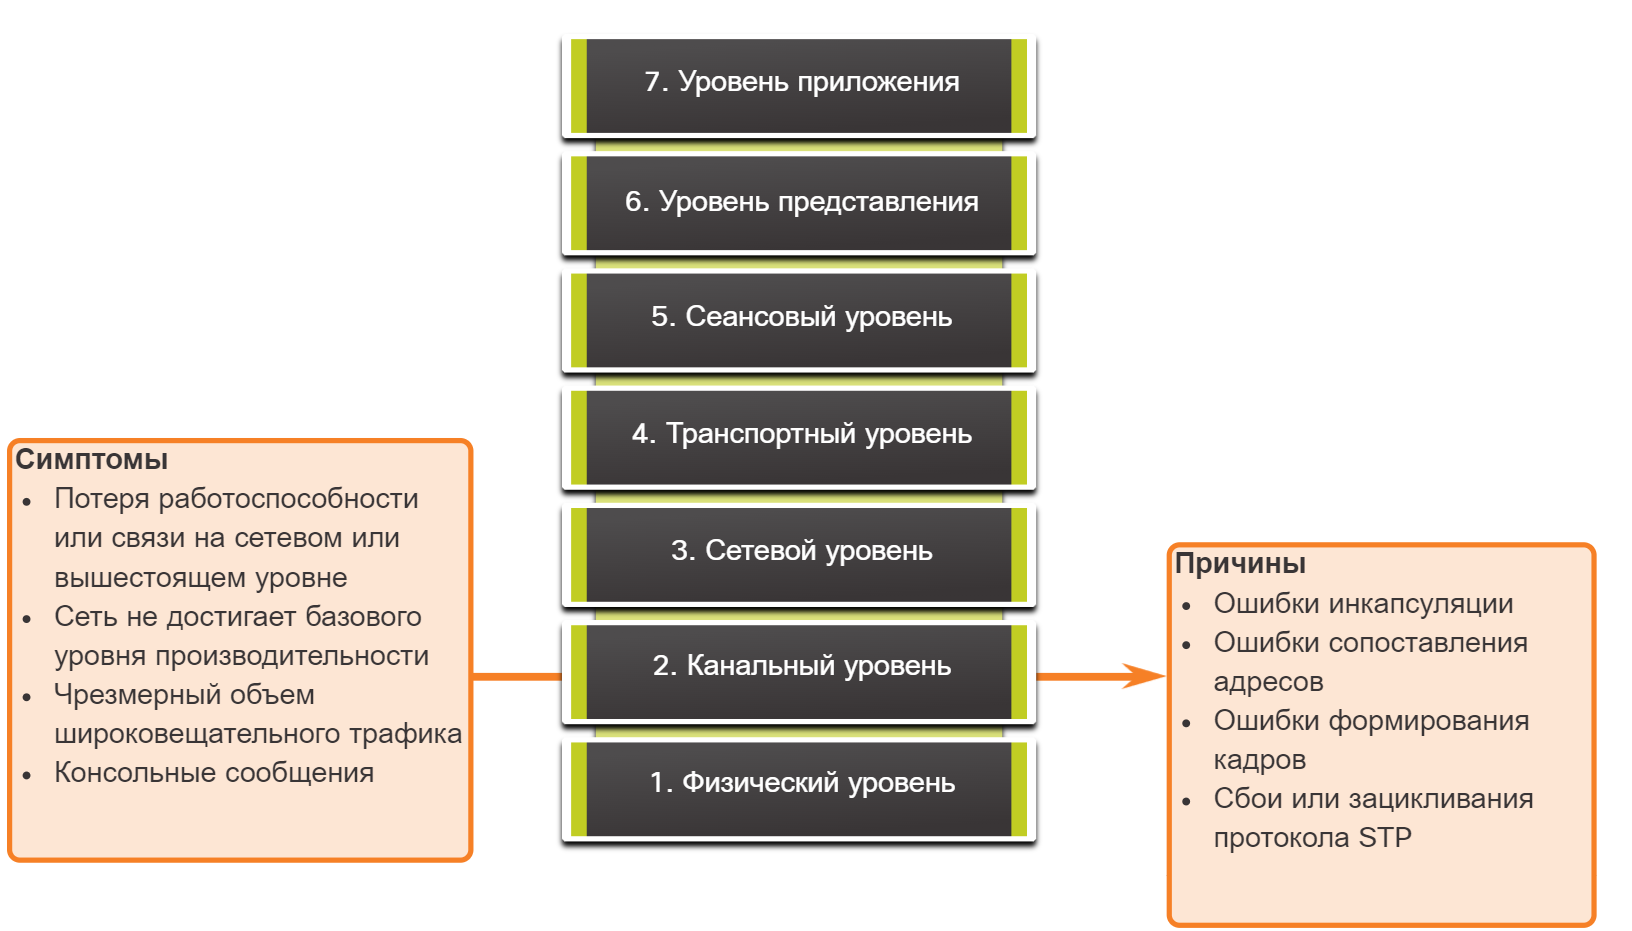 7. Уровень приложения
6. Уровень представления
5. Сеансовый уровень
4. Транспортный уровень
3. Сетевой уровень
2. Канальный уровень
1. Физический уровень
Симптомы
• Потеря работоспособности
или связи на сетевом или
вышестоящем уровне
• Сеть не достигает базового
уровня производительности
• Чрезмерный объем
широковещательного трафика
• Консольные сообщения
Причины
• Ошибки инкапсуляции
• Ошибки сопоставления
адресов
• Ошибки формирования
кадров
• Сбои или зацикливания
протокола STP